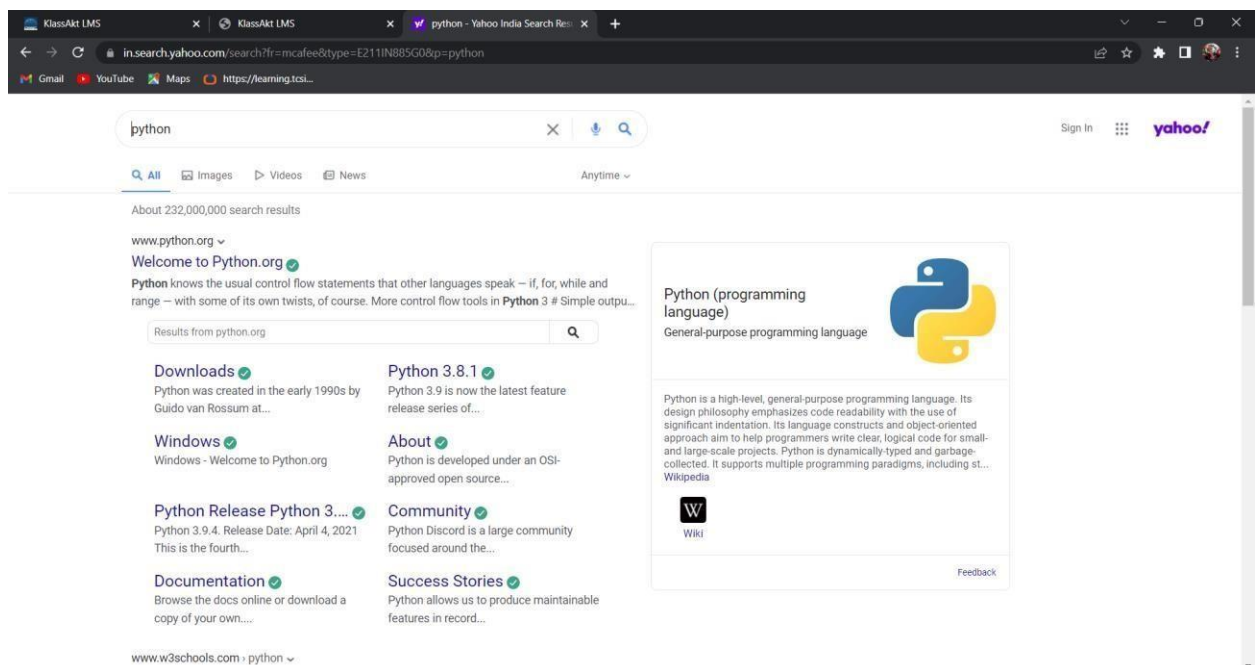 KlassAkt LMS
KlassAkt LMS
python - Yahoo India Search Res
in.search.yahoo.com/search?fr=mcafee&type=E211IN885G0&p=python
Gmail
YouTube
Maps
https://learning.tcsi...
python
Sign In
yahoo!
All
Images
Videos
News
Anytime
About 232,000,000 search results
www.python.org
Welcome to Python.org
Python knows the usual control flow statements that other languages speak — if, for, while and
range — with some of its own twists, of course. More control flow tools in Python 3 # Simple outpu...
Results from python.org
Downloads
Python was created in the early 1990s by
Guido van Rossum at...
Python 3.8.1
Python 3.9 is now the latest feature
release series of...
Windows
Windows - Welcome to Python.org
About
Python is developed under an OSI-
approved open source...
Python Release Python 3....
Python 3.9.4. Release Date: April 4, 2021
This is the fourth...
Community
Python Discord is a large community
focused around the...
Documentation
Browse the docs online or download a
copy of your own....
Success Stories
Python allows us to produce maintainable
features in record...
www.w3schools.com › python
Python (programming
language)
General-purpose programming language
Python is a high-level, general-purpose programming language. Its
design philosophy emphasizes code readability with the use of
significant indentation. Its language constructs and object-oriented
approach aim to help programmers write clear, logical code for small-
and large-scale projects. Python is dynamically-typed and garbage-
collected. It supports multiple programming paradigms, including st...
Wikipedia
W
Wiki
Feedback